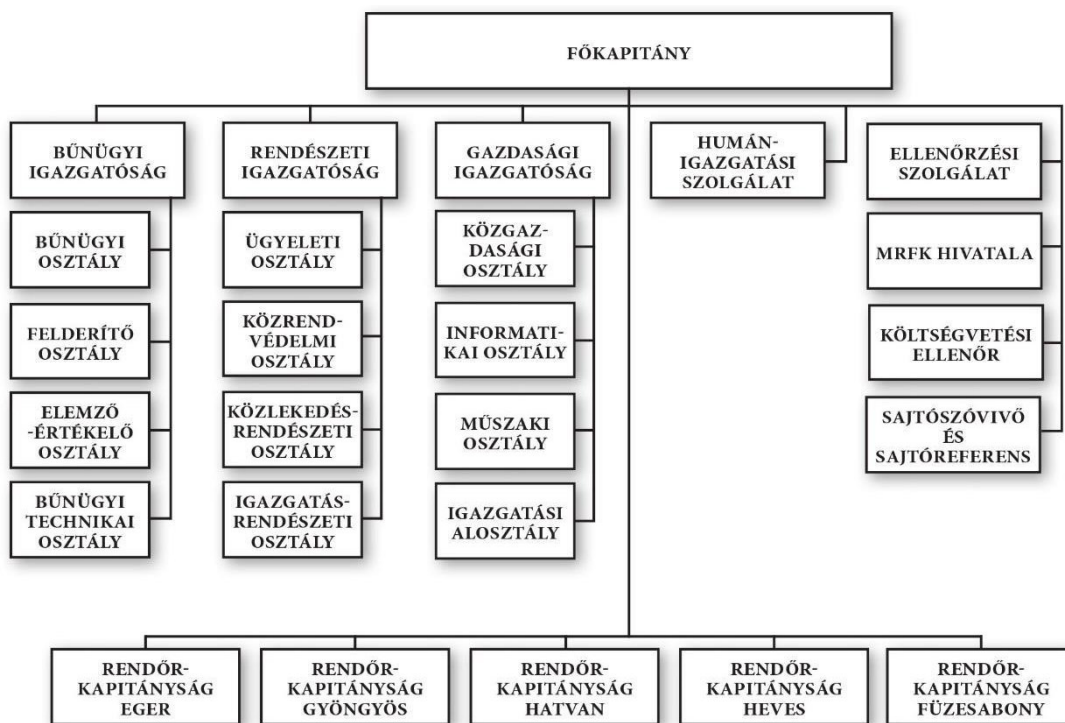 FŐKAPITÁNY
BŰNÜGYI
IGAZGATÓSÁG
BŰNÜGYI
OSZTÁLY
FELDERÍTŐ
OSZTÁLY
ELEMZŐ
-ÉRTÉKELŐ
OSZTÁLY
BŰNÜGYI
TECHNIKAI
OSZTÁLY
RENDÉSZETI
IGAZGATÓSÁG
ÜGYELETI
OSZTÁLY
KÖZREND-
VÉDELMI
OSZTÁLY
KÖZLEKEDÉS-
RENDÉSZETI
OSZTÁLY
IGAZGATÁS-
RENDÉSZETI
OSZTÁLY
GAZDASÁGI
IGAZGATÓSÁG
KÖZGAZ-
DASÁGI
OSZTÁLY
INFORMATI-
KAI OSZTÁLY
MŰSZAKI
OSZTÁLY
IGAZGATÁSI
ALOSZTÁLY
HUMÁN-
IGAZGATÁSI
SZOLGÁLAT
ELLENŐRZÉSI
SZOLGÁLAT
MRFK HIVATALA
KÖLTSÉGVETÉSI
ELLENŐR
SAJTÓSZÓVIVŐ
ÉS
SAJTÓREFERENS
RENDŐR-
KAPITÁNYSÁG
EGER
RENDŐR-
KAPITÁNYSÁG
GYÖNGYÖS
RENDŐR-
KAPITÁNYSÁG
HATVAN
RENDŐR-
KAPITÁNYSÁG
HEVES
RENDŐR-
KAPITÁNYSÁG
FÜZESABONY